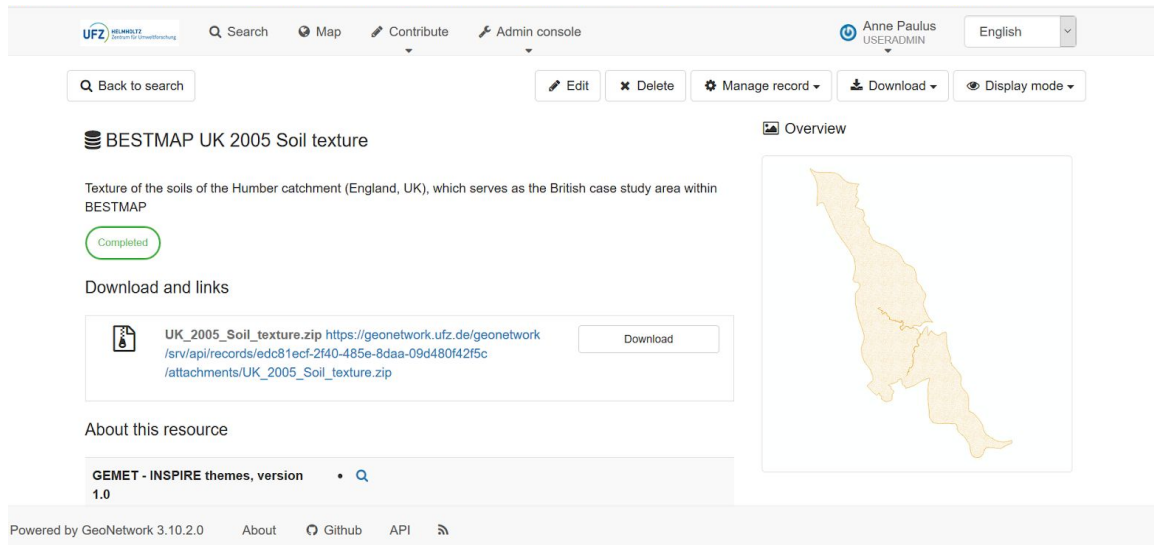 UFZ HELMHOLTZ
Zentrum für Umweltforschung
Search
Map
Contribute
Admin console
Anne Paulus
USERADMIN
English
Back to search
Edit
Delete
Manage record
Download
Display mode
BESTMAP UK 2005 Soil texture
Overview
Texture of the soils of the Humber catchment (England, UK), which serves as the British case study area within
BESTMAP
Completed
Download and links
UK_2005_Soil_texture.zip https://geonetwork.ufz.de/geonetwork
/srv/api/records/edc81ecf-2f40-485e-8daa-09d480f42f5c
/attachments/UK_2005_Soil_texture.zip
Download
About this resource
GEMET - INSPIRE themes, version
1.0
Powered by GeoNetwork 3.10.2.0
About
Github
API